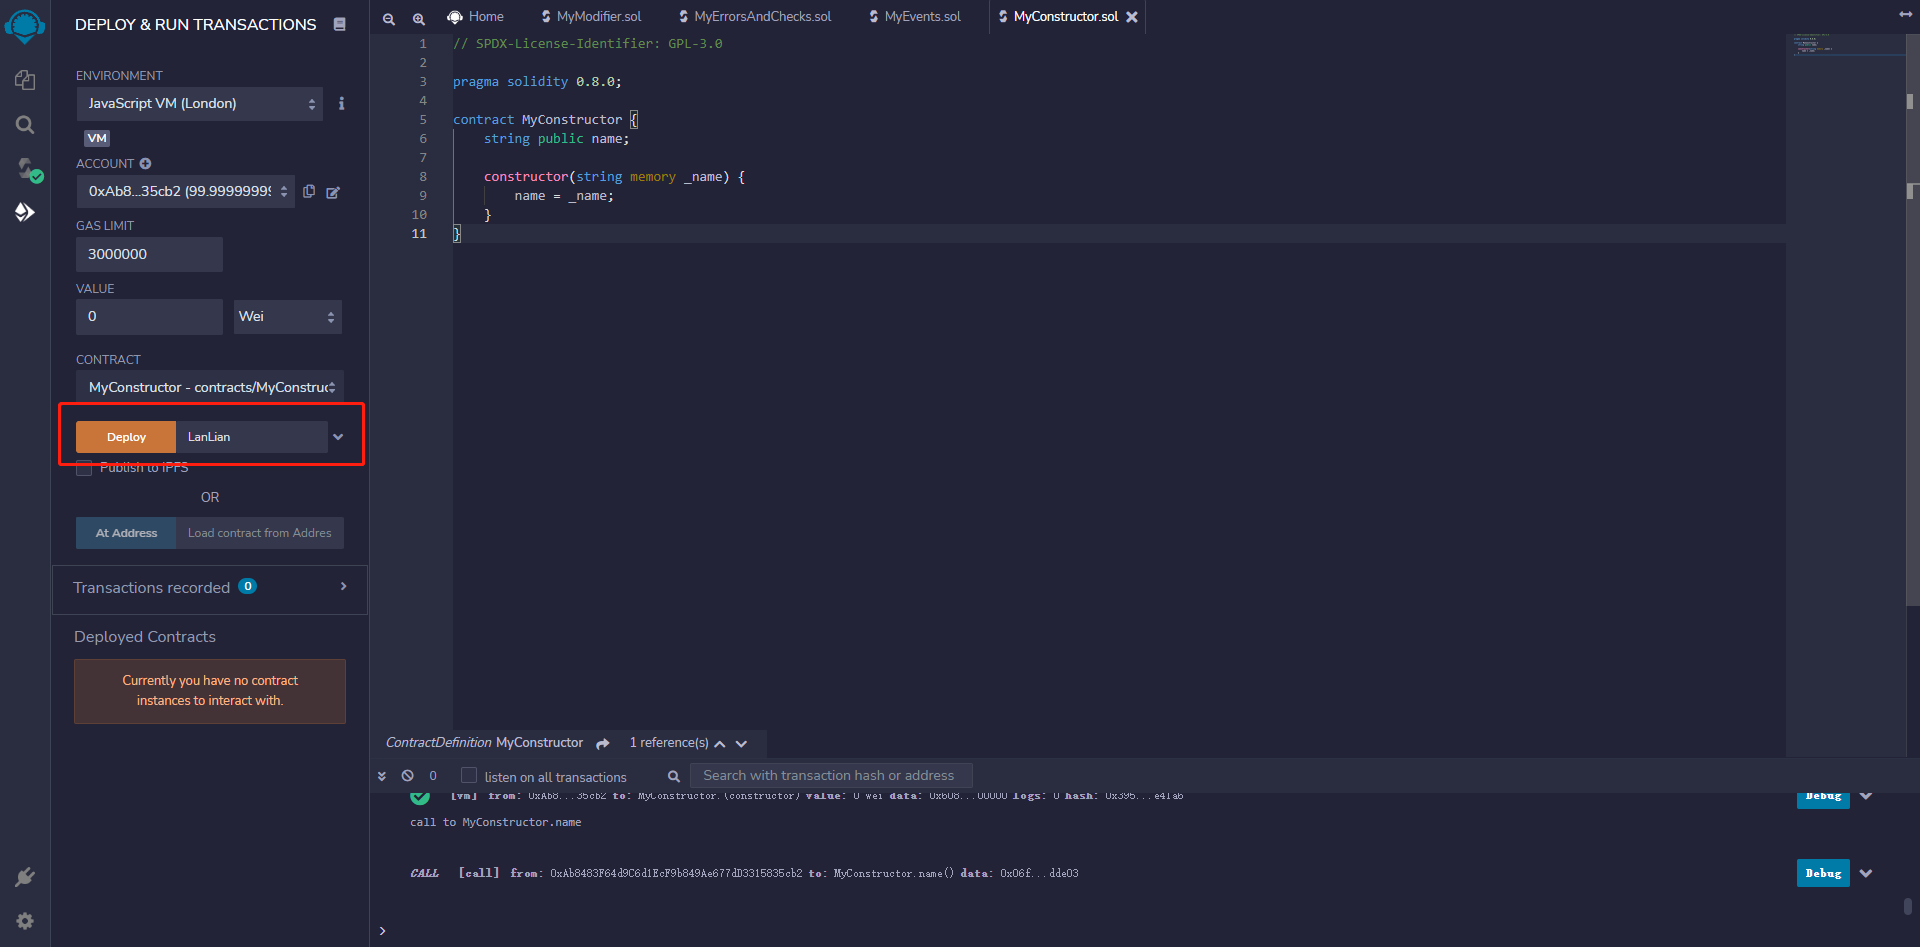 DEPLOY & RUN TRANSACTIONS
ENVIRONMENT
JavaScript VM (London)
VM
ACCOUNT
0xAb8...35cb2 (99.99999999
GAS LIMIT
3000000
VALUE
0
Wei
CONTRACT
MyConstructor - contracts/MyConstruc
Deploy
LanLian
Publish to IPFS
OR
At Address
Load contract from Addres
Transactions recorded 0
Deployed Contracts
Currently you have no contract
instances to interact with.
Home
MyModifier.sol
MyErrorsAndChecks.sol
MyEvents.sol
MyConstructor.sol
1 // SPDX-License-Identifier: GPL-3.0
2
3 pragma solidity 0.8.0;
4
5 contract MyConstructor {
6 string public name;
7
8 constructor(string memory _name) {
9 name = _name;
10 }
11 }
ContractDefinition MyConstructor 1 reference(s)
0 listen on all transactions
Search with transaction hash or address
[vm] from: 0xAb8...35cb2 to: MyConstructor.(constructor) value: 0 wei data: 0x608...00000 logs: 0 hash: 0x395...e41ab
Debug
call to MyConstructor.name
CALL [call] from: 0xAb8483F64d9C6d1EcF9b849Ae677dD3315835cb2 to: MyConstructor.name() data: 0x06f...dde03
Debug
>